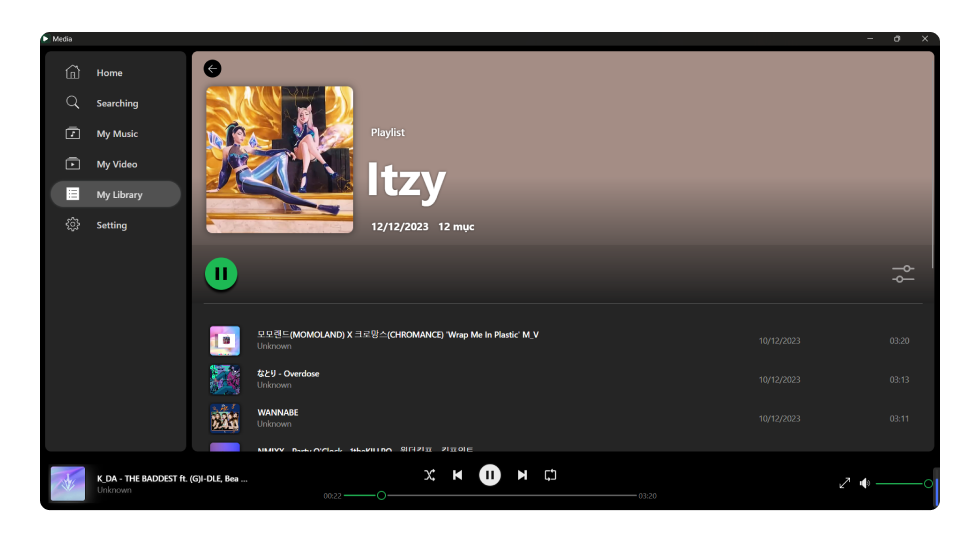 Media
Home
Searching
My Music
My Video
My Library
Setting
Playlist
Itzy
12/12/2023 12 mục
모모랜드(MOMOLAND) X 크로망스(CHROMANCE) 'Wrap Me In Plastic' M_V
Unknown
10/12/2023
03:20
なとり - Overdose
Unknown
10/12/2023
03:13
WANNABE
Unknown
10/12/2023
03:11
NMIXX - Party O'Clock
K_DA - THE BADDEST ft. (G)I-DLE, Bea ...
Unknown
00:22
03:20